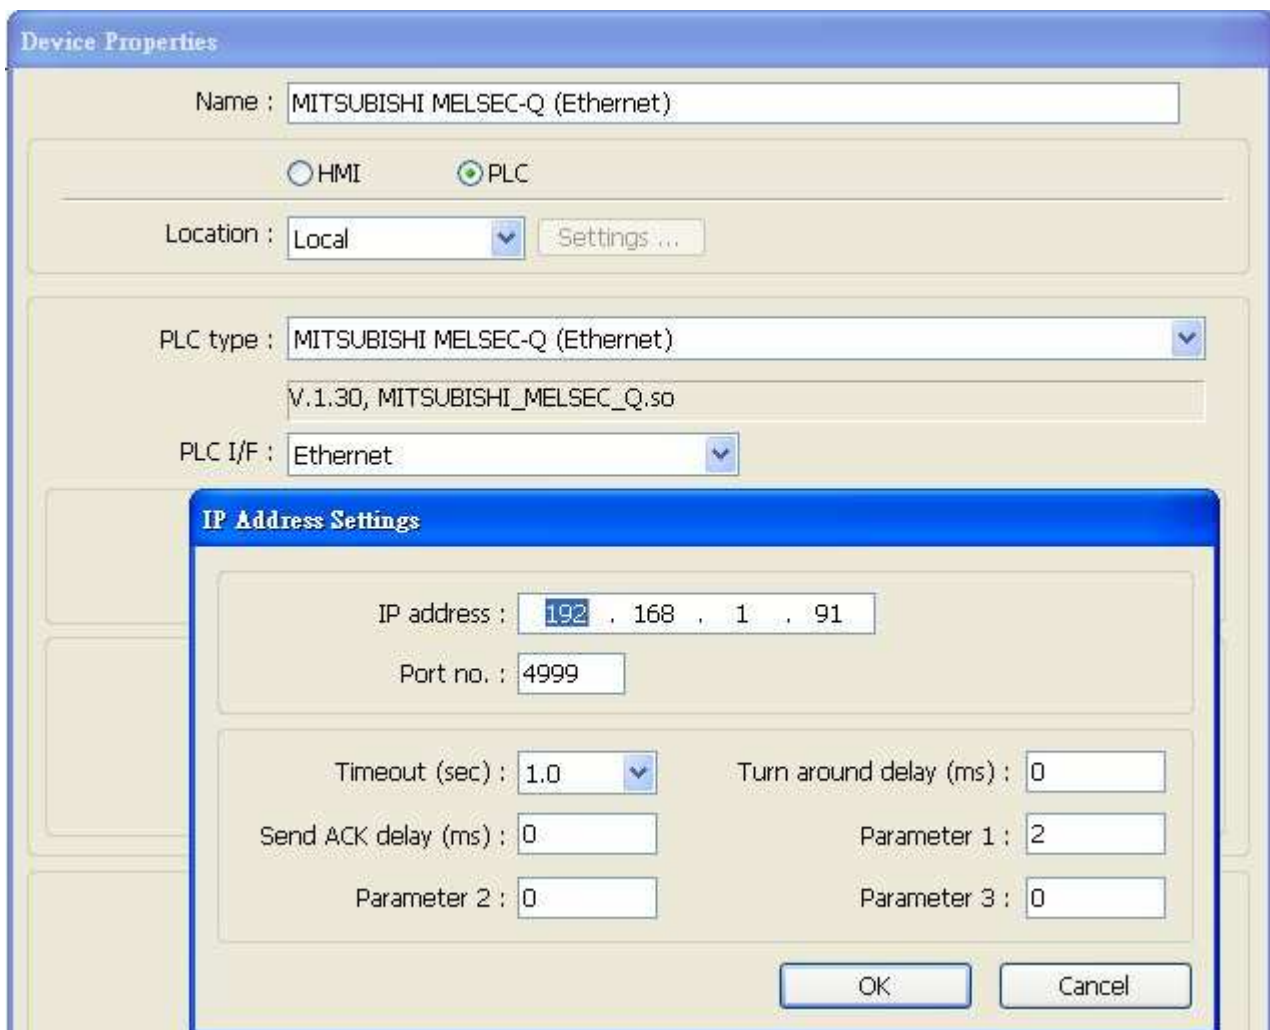 Device Properties
Name : MITSUBISHI MELSEC-Q (Ethernet)
HMI PLC
Location : Local Settings ...
PLC type : MITSUBISHI MELSEC-Q (Ethernet)
V.1.30, MITSUBISHI_MELSEC_Q.so
PLC I/F : Ethernet
IP Address Settings
IP address : 192 . 168 . 1 . 91
Port no. : 4999
Timeout (sec) : 1.0 Turn around delay (ms) : 0
Send ACK delay (ms) : 0 Parameter 1 : 2
Parameter 2 : 0 Parameter 3 : 0
OK Cancel